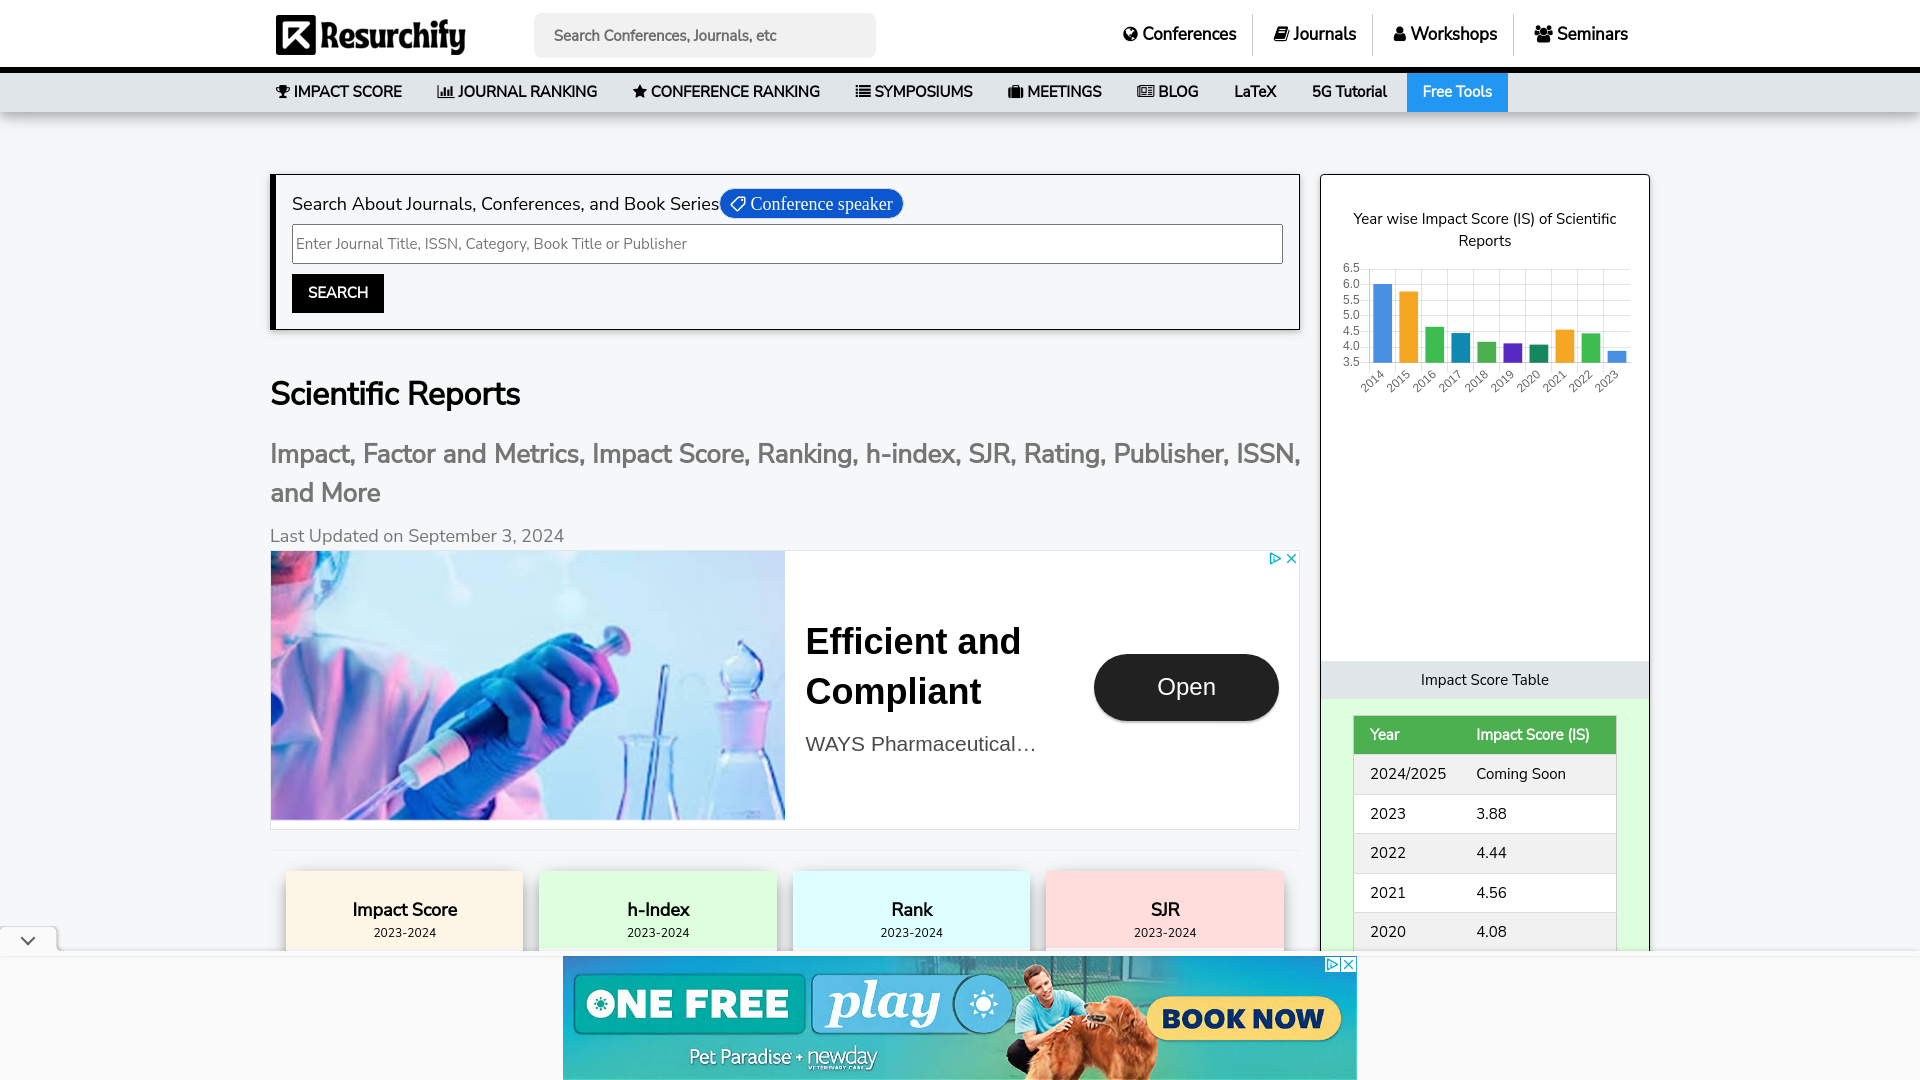 Resurchify
Search Conferences, Journals, etc
Conferences
Journals
Workshops
Seminars
IMPACT SCORE
JOURNAL RANKING
CONFERENCE RANKING
SYMPOSIUMS
MEETINGS
BLOG
LaTeX
5G Tutorial
Free Tools
Search About Journals, Conferences, and Book Series
Conference speaker
Enter Journal Title, ISSN, Category, Book Title or Publisher
SEARCH
Scientific Reports
Impact, Factor and Metrics, Impact Score, Ranking, h-index, SJR, Rating, Publisher, ISSN,
and More
Last Updated on September 3, 2024
Efficient and
Compliant
WAYS Pharmaceutical…
Open
Impact Score
2023-2024
h-Index
2023-2024
Rank
2023-2024
SJR
2023-2024
Year wise Impact Score (IS) of Scientific
Reports
6.5
6.0
5.5
5.0
4.5
4.0
3.5
2014
2015
2016
2017
2018
2019
2020
2021
2022
2023
Impact Score Table
Year Impact Score (IS)
2024/2025 Coming Soon
2023 3.88
2022 4.44
2021 4.56
2020 4.08
ONE FREE play
BOOK NOW
Pet Paradise + newday
VETERINARY CARE